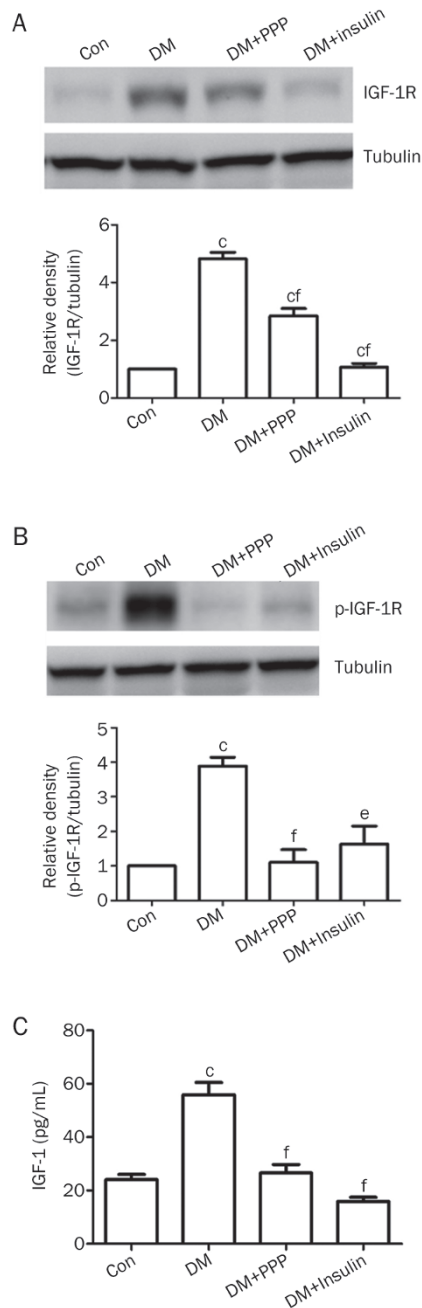 A
Con DM DM+PPP DM+insulin
IGF-1R
Tubulin
Relative density
(IGF-1R/tubulin)
6
4
2
0
c
cf
cf
Con DM DM+PPP DM+Insulin
B
Con DM DM+PPP DM+Insulin
p-IGF-1R
Tubulin
Relative density
(p-IGF-1R/tubulin)
5
4
3
2
1
0
c
f
e
Con DM DM+PPP DM+Insulin
C
IGF-1 (pg/mL)
80
60
40
20
0
c
f
f
Con DM DM+PPP DM+Insulin